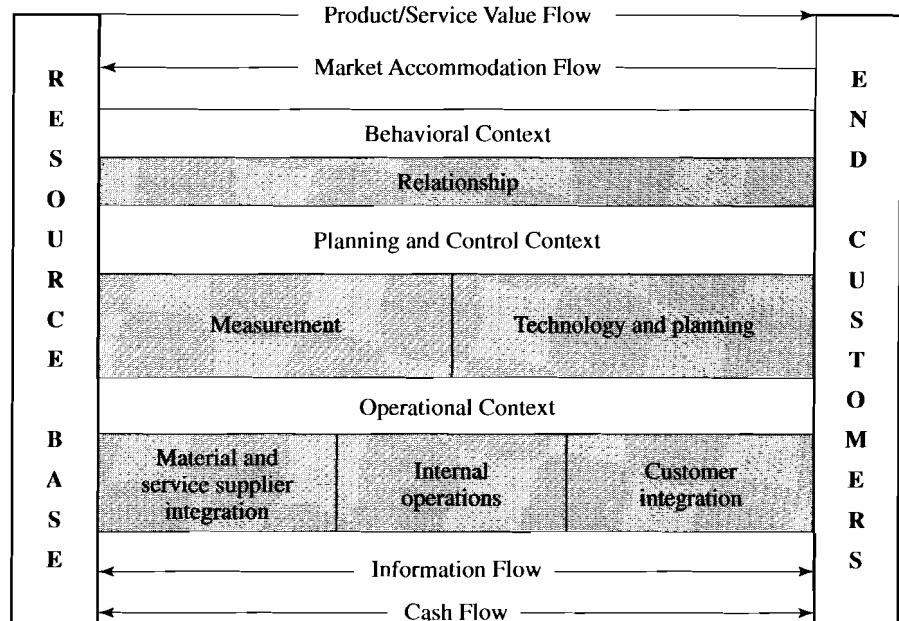 Product/Service Value Flow
Market Accommodation Flow
RESOURCE BASE
Behavioral Context
Relationship
Planning and Control Context
Measurement
Technology and planning
Operational Context
Material and
service supplier
integration
Internal
operations
Customer
integration
END CUSTOMERS
Information Flow
Cash Flow